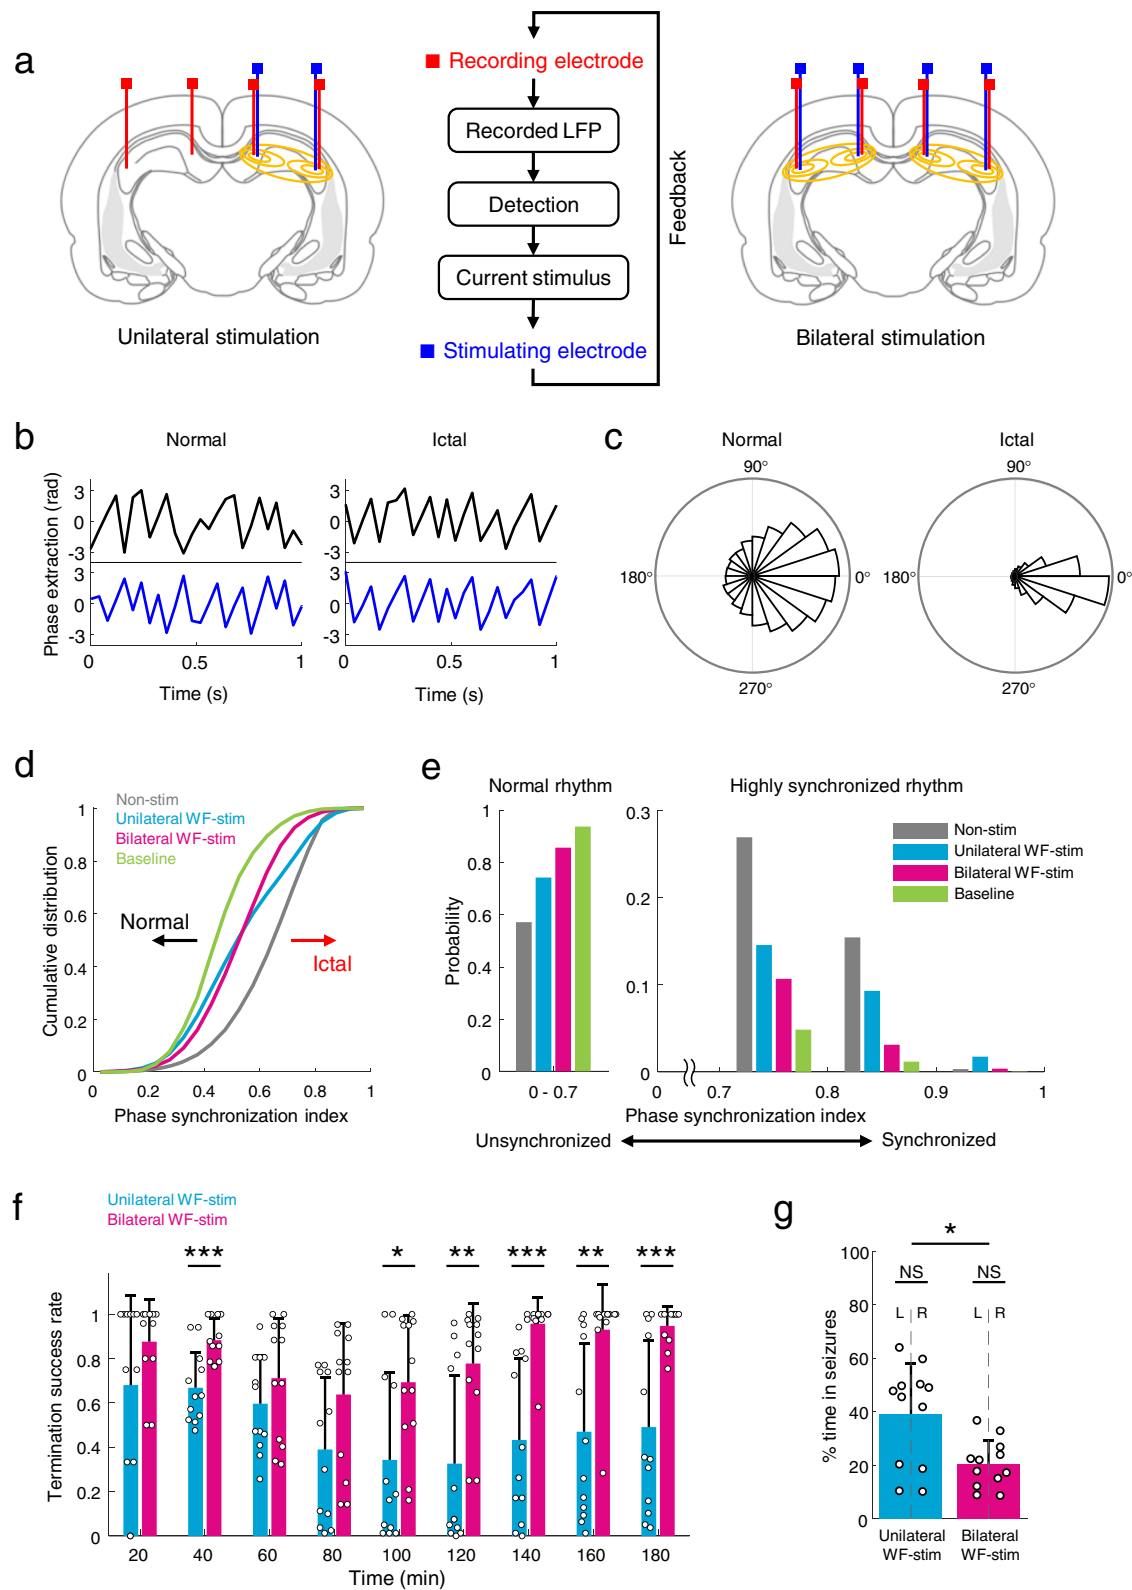 a
Recording electrode
Recorded LFP
Detection
Current stimulus
Stimulating electrode
Feedback
Unilateral stimulation
Bilateral stimulation
b
Normal
Ictal
Phase extraction (rad)
3
0
-3
3
0
-3
3
0
-3
3
0
-3
0
0.5
1
0
0.5
1
Time (s)
Time (s)
c
Normal
Ictal
90°
180°
0°
270°
90°
180°
0°
270°
d
Non-stim
Unilateral WF-stim
Bilateral WF-stim
Baseline
Normal
Ictal
Cumulative distribution
1
0.8
0.6
0.4
0.2
0
0
0.2
0.4
0.6
0.8
1
Phase synchronization index
e
Normal rhythm
Highly synchronized rhythm
Probability
1
0.8
0.6
0.4
0.2
0
0 - 0.7
0.3
0.2
0.1
0
0
0.7
0.8
0.9
1
Non-stim
Unilateral WF-stim
Bilateral WF-stim
Baseline
Phase synchronization index
Unsynchronized
Synchronized
f
Unilateral WF-stim
Bilateral WF-stim
*** * ** *** ** ***
Termination success rate
1
0.8
0.6
0.4
0.2
0
20 40 60 80 100 120 140 160 180
Time (min)
g
*
NS NS
L R L R
% time in seizures
100
80
60
40
20
0
Unilateral
WF-stim
Bilateral
WF-stim